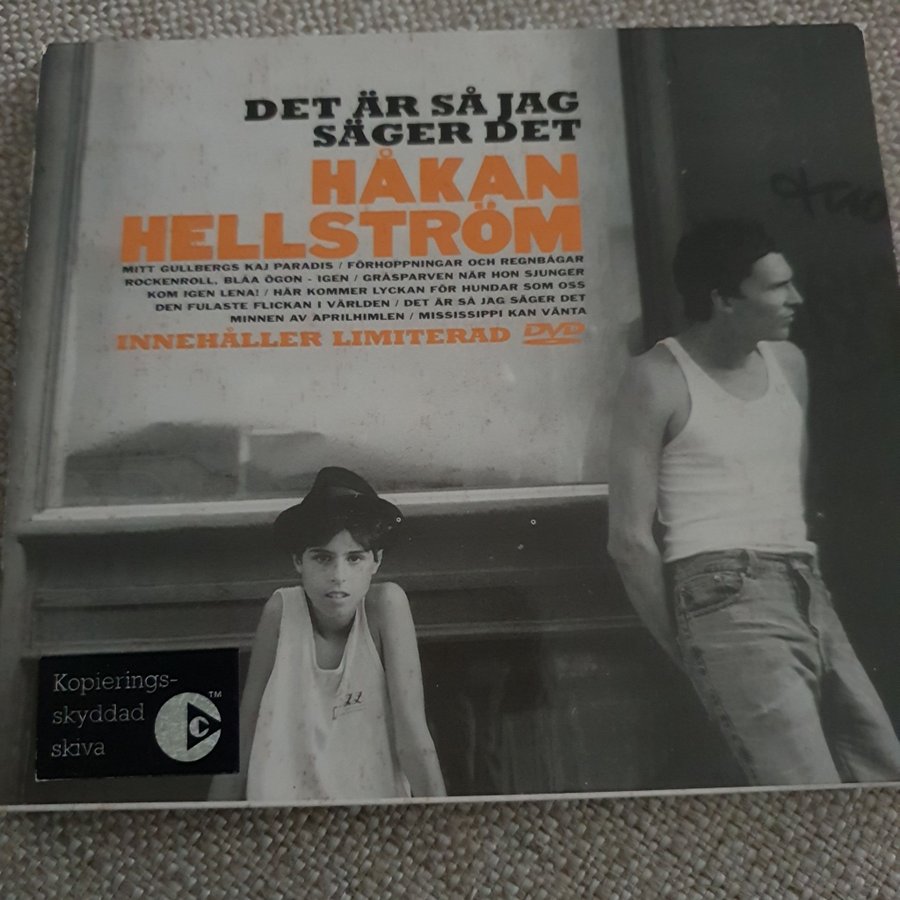 DET ÄR SÅ JAG
SÄGER DET
HÅKAN
HELLSTRÖM
MITT GULLBERGS KAJ PARADIS / FÖRHOPPNINGAR OCH REGNBÅGAR
ROCKENROLL, BLÅA ÖGON - IGEN / GRÅSPARVEN NÄR HON SJUNGER
KOM IGEN LENA! / HÄR KOMMER LYCKAN FÖR HUNDAR SOM OSS
DEN FULASTE FLICKAN I VÄRLDEN / DET ÄR SÅ JAG SÄGER DET
MINNEN AV APRILHIMLEN / MISSISSIPPI KAN VÄNTA
INNEHÅLLER LIMITERAD DVD
Kopierings-
skyddad
skiva
C
TM